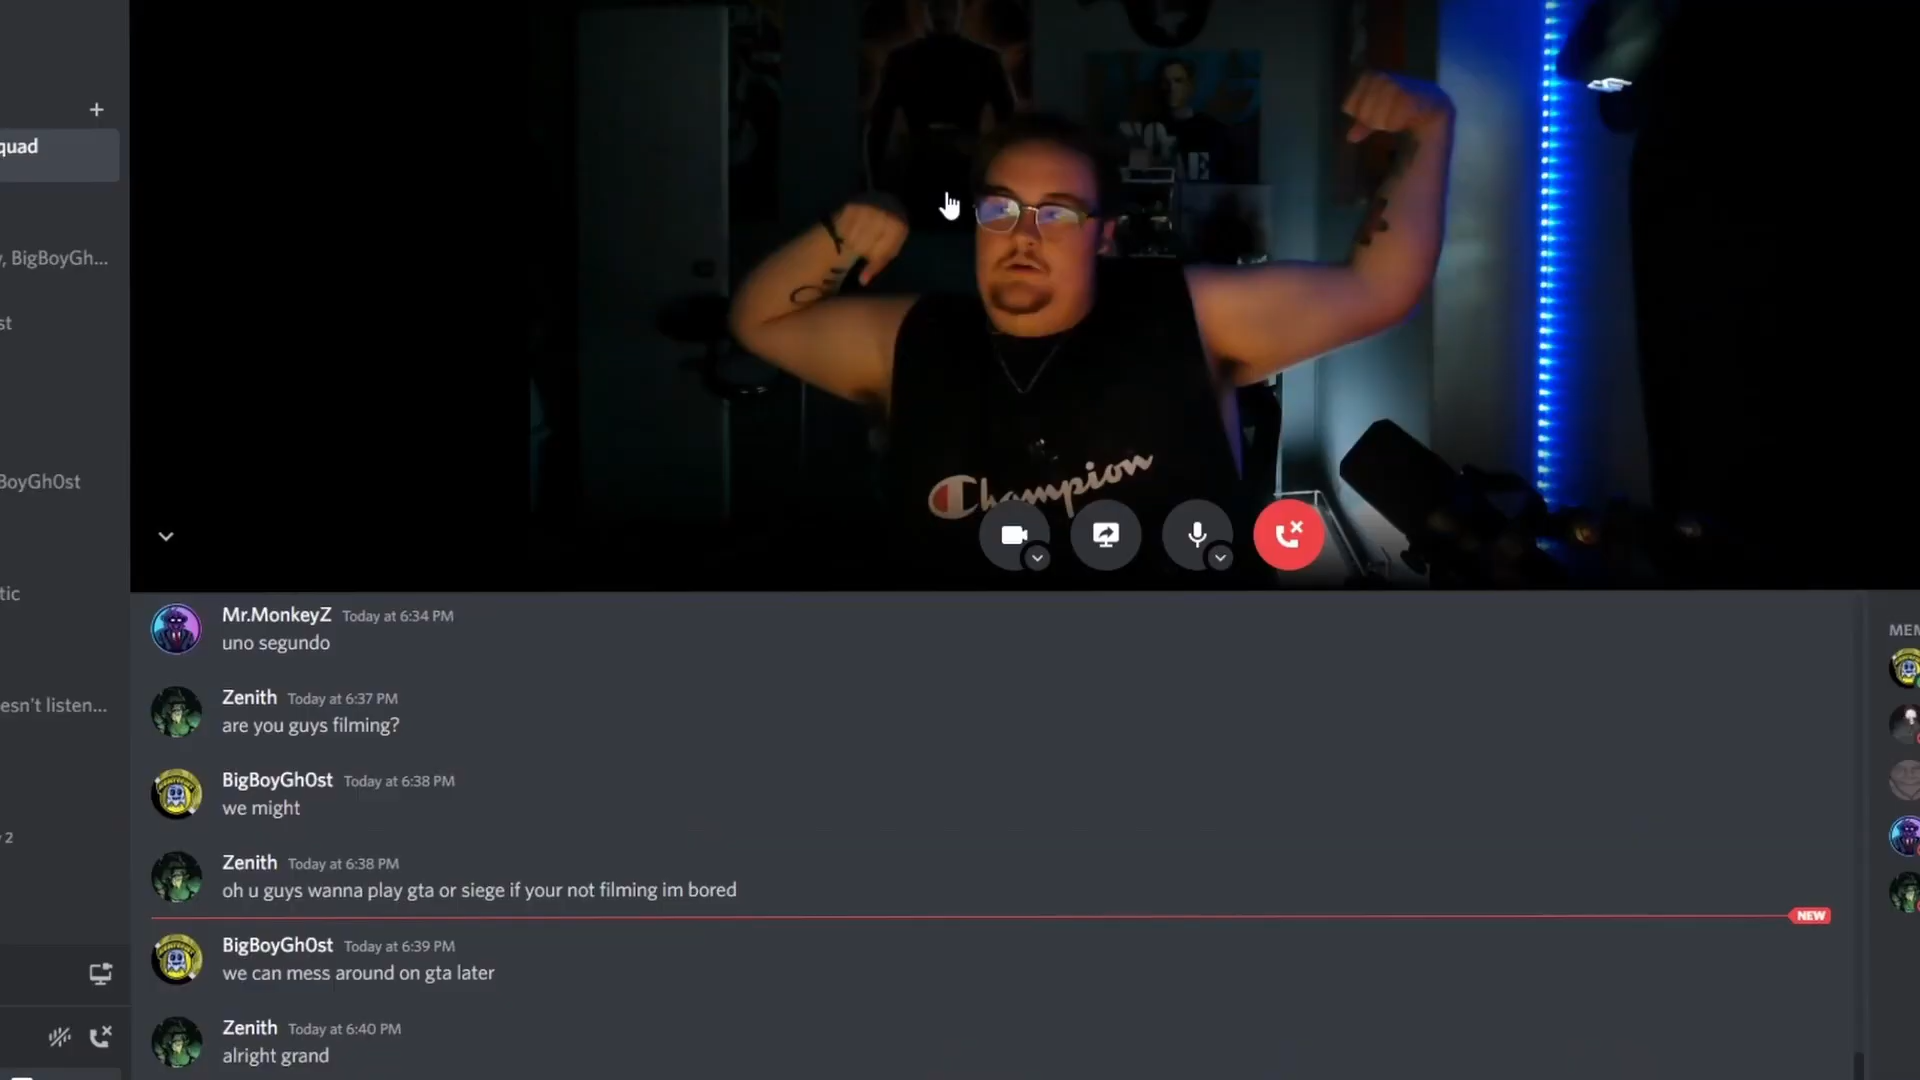 quad
, BigBoyGh...
st
BoyGh0st
tic
esn't listen...
2
Champion
Mr.MonkeyZ Today at 6:34 PM
uno segundo
Zenith Today at 6:37 PM
are you guys filming?
BigBoyGh0st Today at 6:38 PM
we might
Zenith Today at 6:38 PM
oh u guys wanna play gta or siege if your not filming im bored
NEW
BigBoyGh0st Today at 6:39 PM
we can mess around on gta later
Zenith Today at 6:40 PM
alright grand
MEM